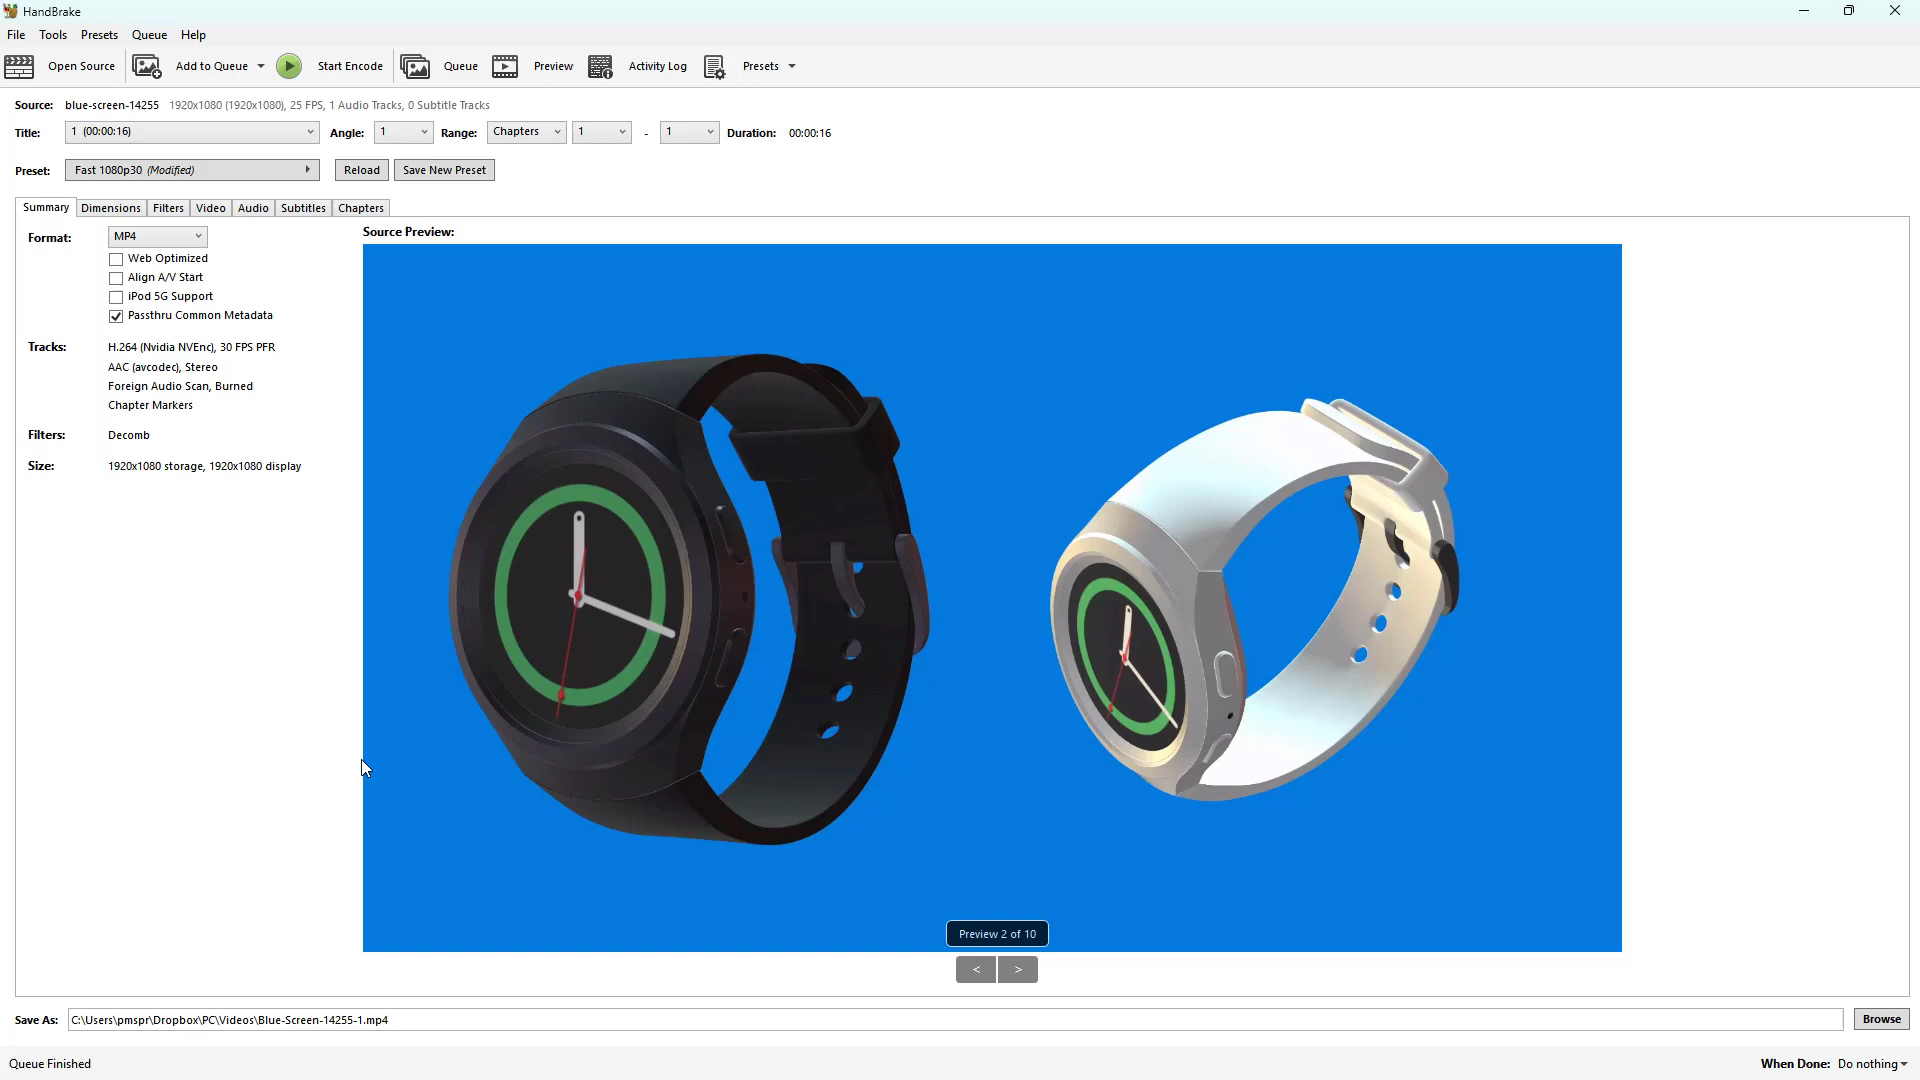 HandBrake
File Tools Presets Queue Help
Open Source Add to Queue Start Encode Queue Preview Activity Log Presets
Source: blue-screen-14255 1920x1080 (1920x1080), 25 FPS, 1 Audio Tracks, 0 Subtitle Tracks
Title: 1 (00:00:16) Angle: 1 Range: Chapters 1 - 1 Duration: 00:00:16
Preset: Fast 1080p30 (Modified) Reload Save New Preset
Summary Dimensions Filters Video Audio Subtitles Chapters
Format: MP4
Web Optimized
Align A/V Start
iPod 5G Support
Passthru Common Metadata
Tracks: H.264 (Nvidia NVEnc), 30 FPS PFR
AAC (avcodec), Stereo
Foreign Audio Scan, Burned
Chapter Markers
Filters: Decomb
Size: 1920x1080 storage, 1920x1080 display
Source Preview:
Preview 2 of 10
< >
Save As: C:\Users\pmspr\Dropbox\PC\Videos\Blue-Screen-14255-1.mp4 Browse
Queue Finished When Done: Do nothing